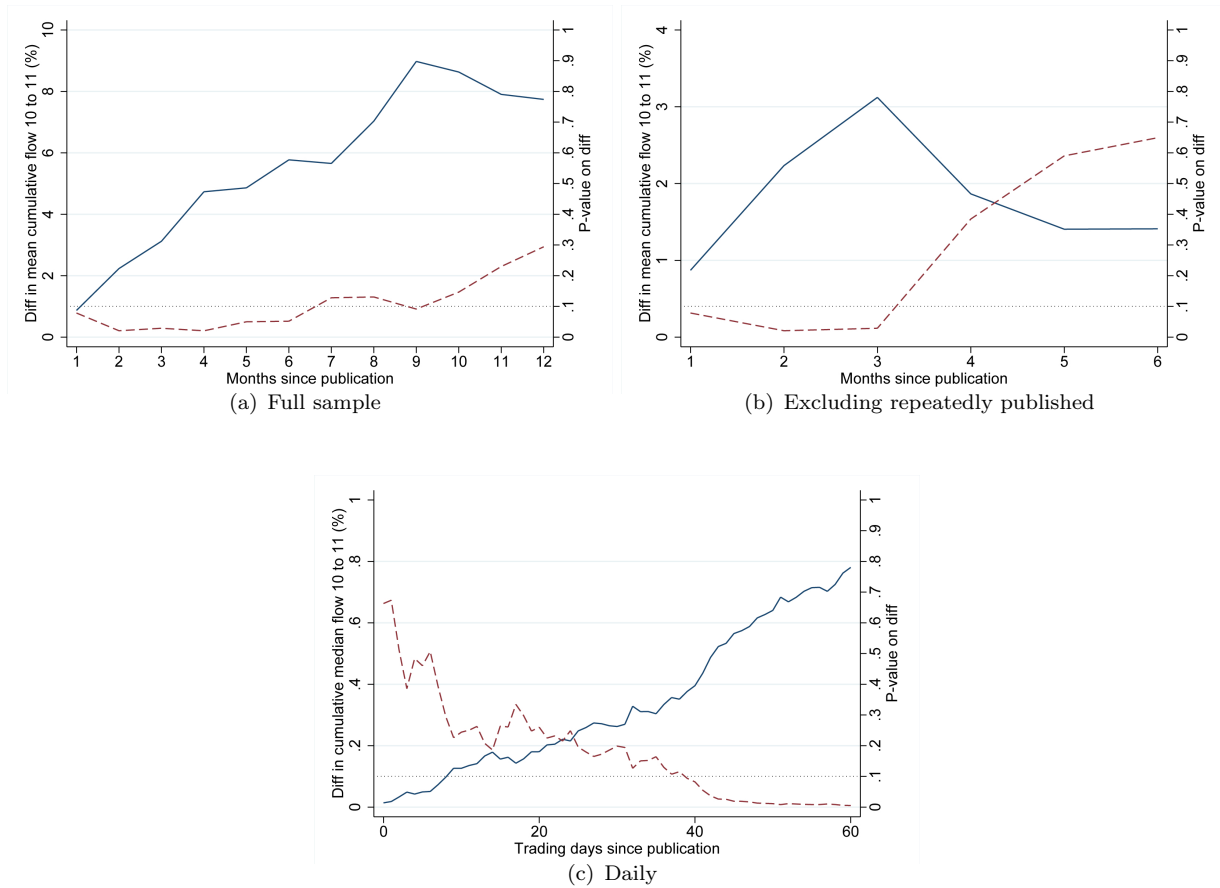 Diff in mean cumulative flow 10 to 11 (%)
0 2 4 6 8 10
P-value on diff
0 .1 .2 .3 .4 .5 .6 .7 .8 .9 1
1 2 3 4 5 6 7 8 9 10 11 12
Months since publication
(a) Full sample
Diff in mean cumulative flow 10 to 11 (%)
0 1 2 3 4
P-value on diff
0 .1 .2 .3 .4 .5 .6 .7 .8 .9 1
1 2 3 4 5 6
Months since publication
(b) Excluding repeatedly published
Diff in cumulative median flow 10 to 11 (%)
0 .2 .4 .6 .8 1
P-value on diff
0 .1 .2 .3 .4 .5 .6 .7 .8 .9 1
0 20 40 60
Trading days since publication
(c) Daily